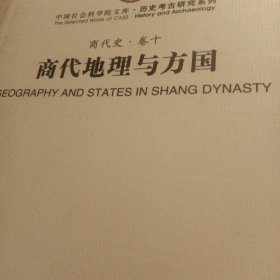 中国社会科学院文库·历史考古研究系列
The Selected Works of CASS · History and Archaeology
商代史·卷十
商代地理与方国
GEOGRAPHY AND STATES IN SHANG DYNASTY